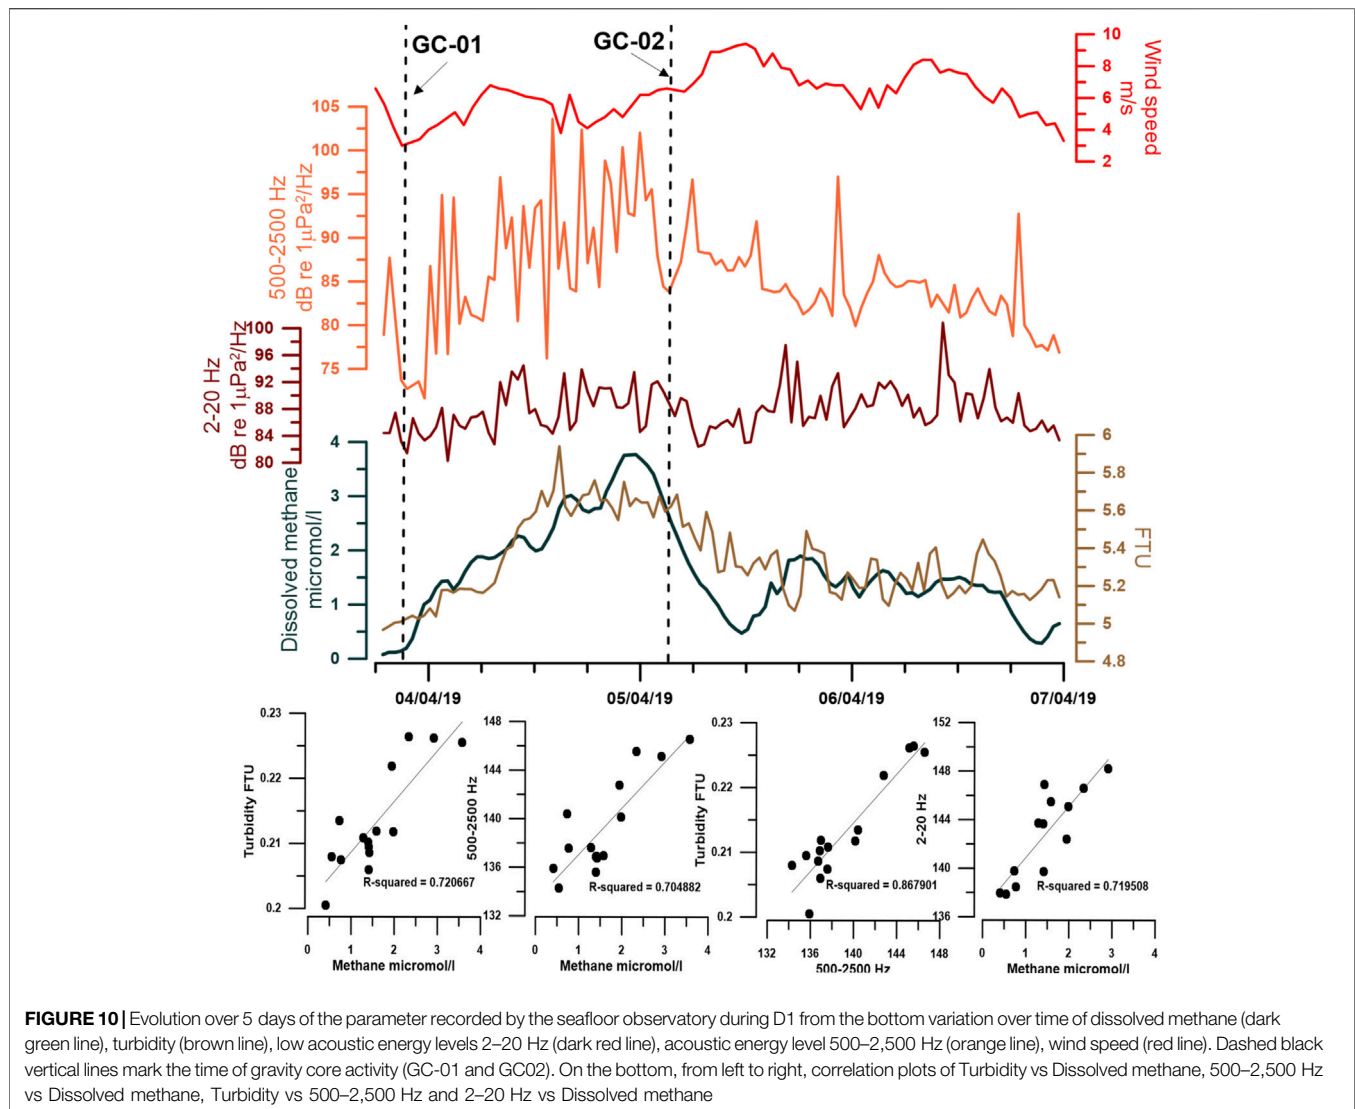 GC-01
GC-02
10
8
6
4
2
Wind speed
m/s
105
100
95
90
85
80
75
500-2500 Hz
dB re 1µPa²/Hz
100
96
92
88
84
80
2-20 Hz
dB re 1µPa²/Hz
4
3
2
1
0
Dissolved methane
micromol/l
6
5.8
5.6
5.4
5.2
5
4.8
FTU
04/04/19 05/04/19 06/04/19 07/04/19
0.23
0.22
0.21
0.2
Turbidity FTU
R-squared = 0.720667
0 1 2 3 4
Methane micromol/l
148
144
140
136
132
500-2500 Hz
R-squared = 0.704882
0 1 2 3 4
Methane micromol/l
0.23
0.22
0.21
0.2
Turbidity FTU
R-squared = 0.867901
132 136 140 144 148
500-2500 Hz
152
148
144
140
136
2-20 Hz
R-squared = 0.719508
0 1 2 3 4
Methane micromol/l
FIGURE 10 | Evolution over 5 days of the parameter recorded by the seafloor observatory during D1 from the bottom variation over time of dissolved methane (dark
green line), turbidity (brown line), low acoustic energy levels 2–20 Hz (dark red line), acoustic energy level 500–2,500 Hz (orange line), wind speed (red line). Dashed black
vertical lines mark the time of gravity core activity (GC-01 and GC02). On the bottom, from left to right, correlation plots of Turbidity vs Dissolved methane, 500–2,500 Hz
vs Dissolved methane, Turbidity vs 500–2,500 Hz and 2–20 Hz vs Dissolved methane